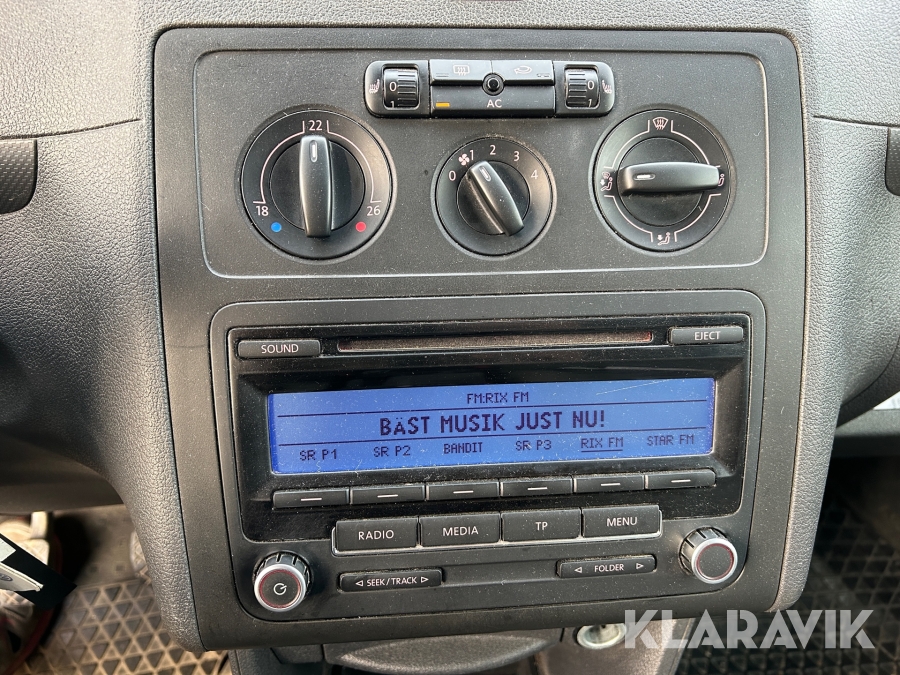 0 0
1 AC 1
22
18 26
0 1 2 3 4
SOUND EJECT
FM:RIX FM
BÄST MUSIK JUST NU!
SR P1 SR P2 BANDIT SR P3 RIX FM STAR FM
RADIO MEDIA TP MENU
SEEK/TRACK FOLDER
KLARAVIK